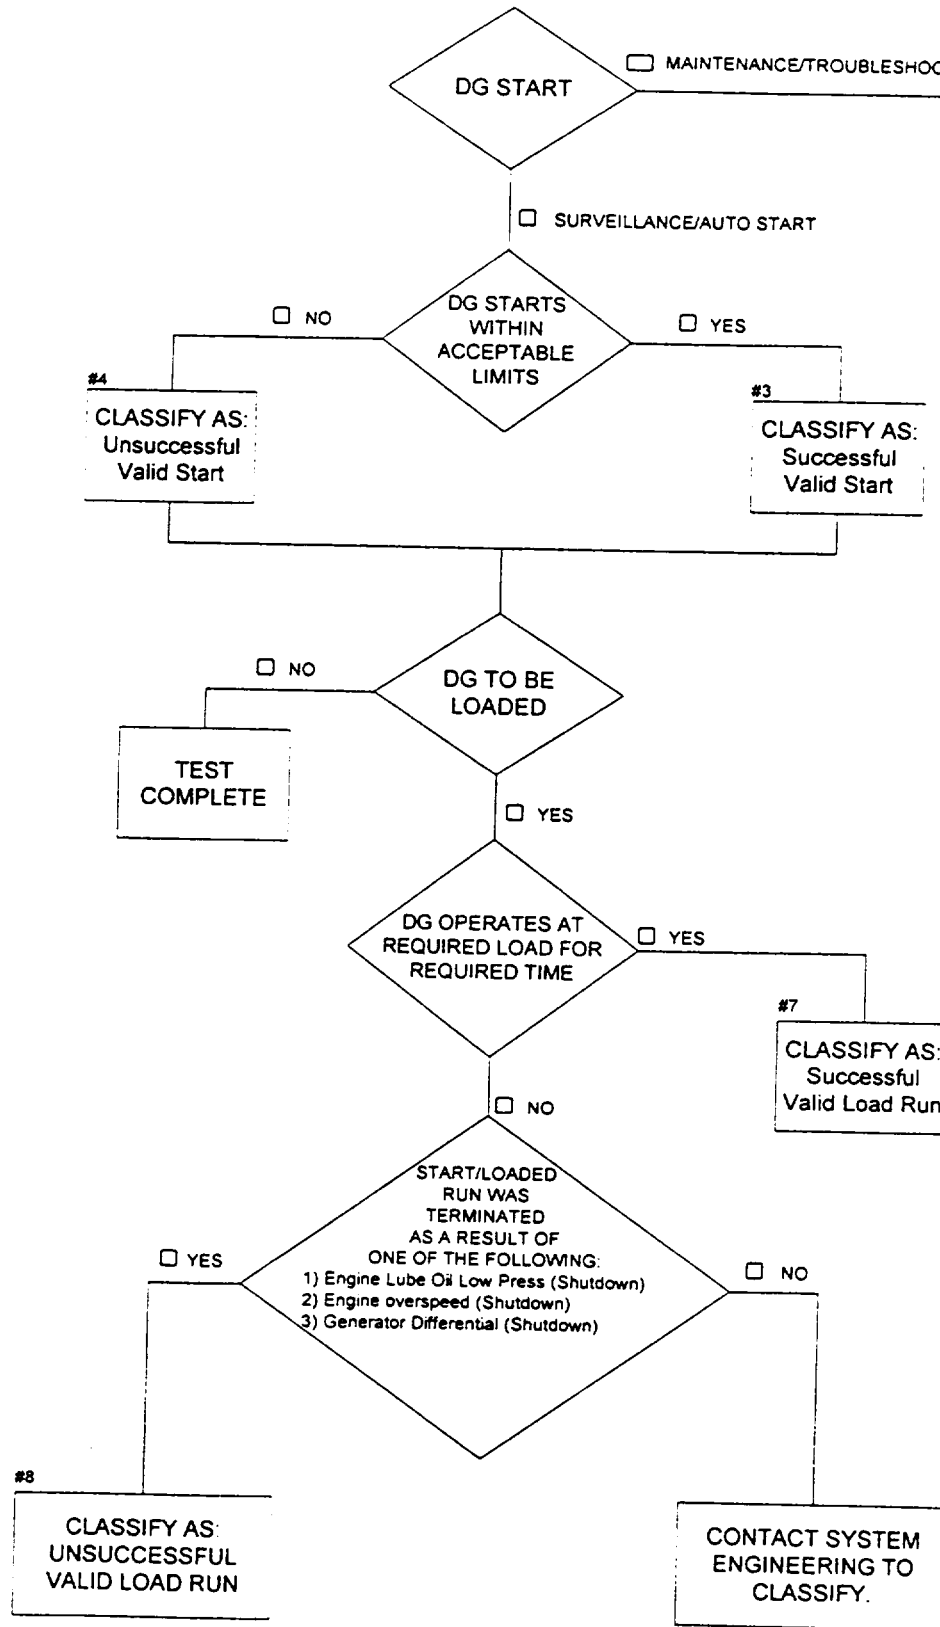 DG START
MAINTENANCE/TROUBLESHOO
SURVEILLANCE/AUTO START
DG STARTS
WITHIN
ACCEPTABLE
LIMITS
NO
YES
#4
CLASSIFY AS:
Unsuccessful
Valid Start
#3
CLASSIFY AS:
Successful
Valid Start
NO
DG TO BE
LOADED
TEST
COMPLETE
YES
DG OPERATES AT
REQUIRED LOAD FOR
REQUIRED TIME
YES
#7
CLASSIFY AS:
Successful
Valid Load Run
NO
START/LOADED
RUN WAS
TERMINATED
AS A RESULT OF
ONE OF THE FOLLOWING:
1) Engine Lube Oil Low Press (Shutdown)
2) Engine overspeed (Shutdown)
3) Generator Differential (Shutdown)
YES
NO
#8
CLASSIFY AS:
UNSUCCESSFUL
VALID LOAD RUN
CONTACT SYSTEM
ENGINEERING TO
CLASSIFY.